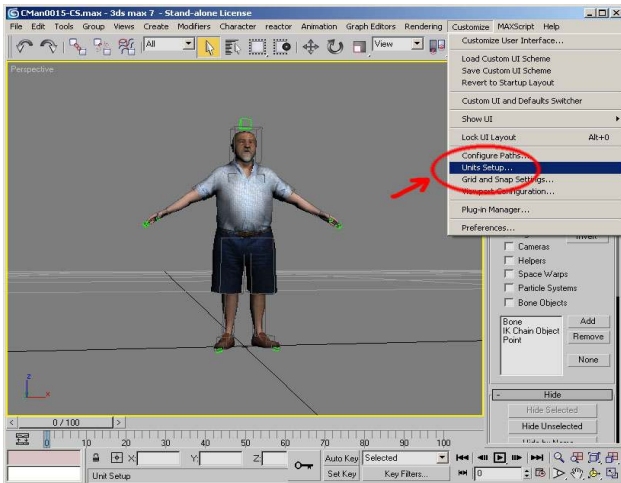 CMan0015-CS.max - 3ds max 7 - Stand-alone License
File Edit Tools Group Views Create Modifiers Character reactor Animation Graph Editors Rendering Customize MAXScript Help
All
View
Perspective
Customize User Interface...
Load Custom UI Scheme
Save Custom UI Scheme
Revert to Startup Layout
Custom UI and Defaults Switcher
Show UI
Lock UI Layout Alt+0
Configure Paths...
Units Setup...
Grid and Snap Settings...
Viewport Configuration...
Plug-in Manager...
Preferences...
Cameras
Helpers
Space Warps
Particle Systems
Bone Objects
Bone
IK Chain Object
Point
Add
Remove
None
- Hide
Hide Selected
Hide Unselected
z
x
< 0 / 100 >
0 10 20 30 40 50 60 70 80 90 100
X: Y: Z: Auto Key Selected
Unit Setup Set Key Key Filters... 0